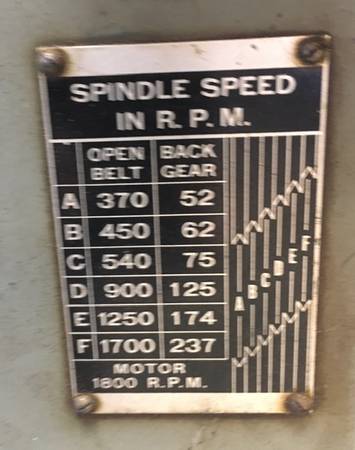 SPINDLE SPEED
IN R. P. M.
OPEN BELT BACK GEAR
A 370 52
B 450 62
C 540 75
D 900 125
E 1250 174
F 1700 237
MOTOR
1800 R.P.M.
A B C D E F